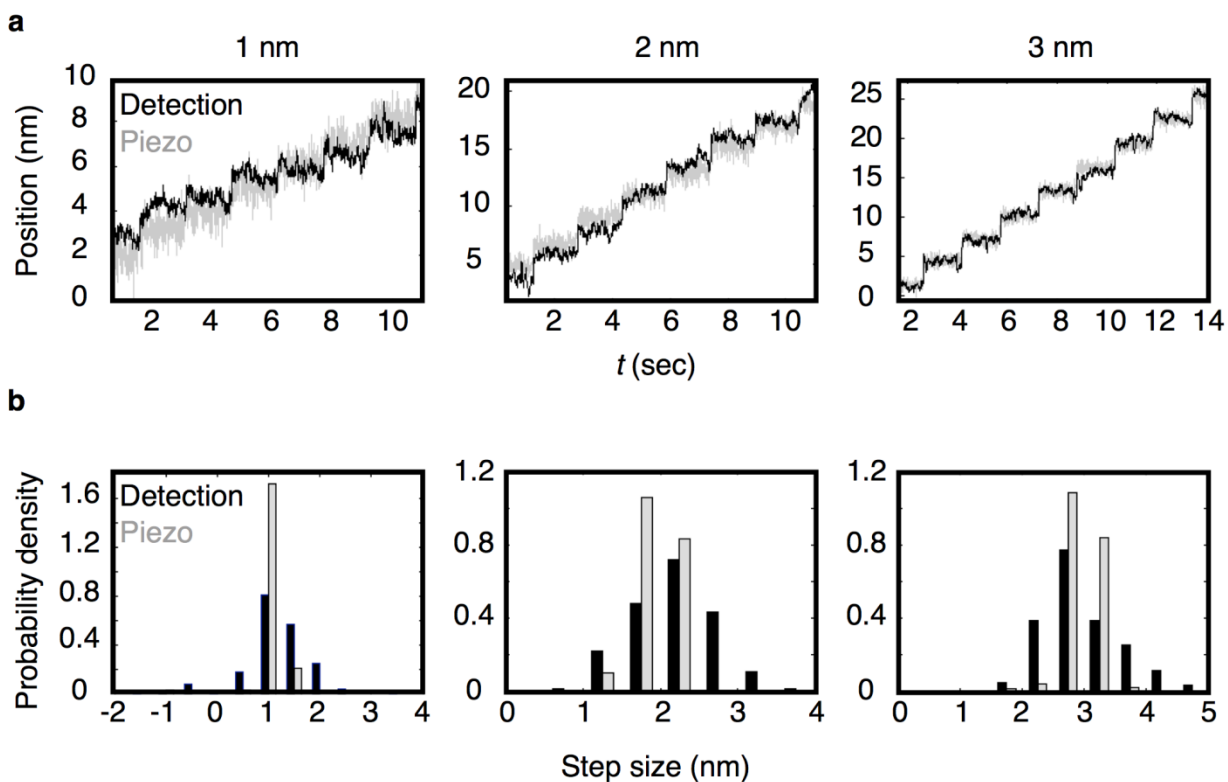 a
1 nm 2 nm 3 nm
Detection
Piezo
Position (nm)
10
8
6
4
2
0
2 4 6 8 10
20
15
10
5
2 4 6 8 10
25
20
15
10
5
0
2 4 6 8 10 12 14
t (sec)
b
Detection
Piezo
Probability density
1.6
1.2
0.8
0.4
0
-2 -1 0 1 2 3 4
1.2
0.8
0.4
0
0 1 2 3 4
1.2
0.8
0.4
0
0 1 2 3 4 5
Step size (nm)